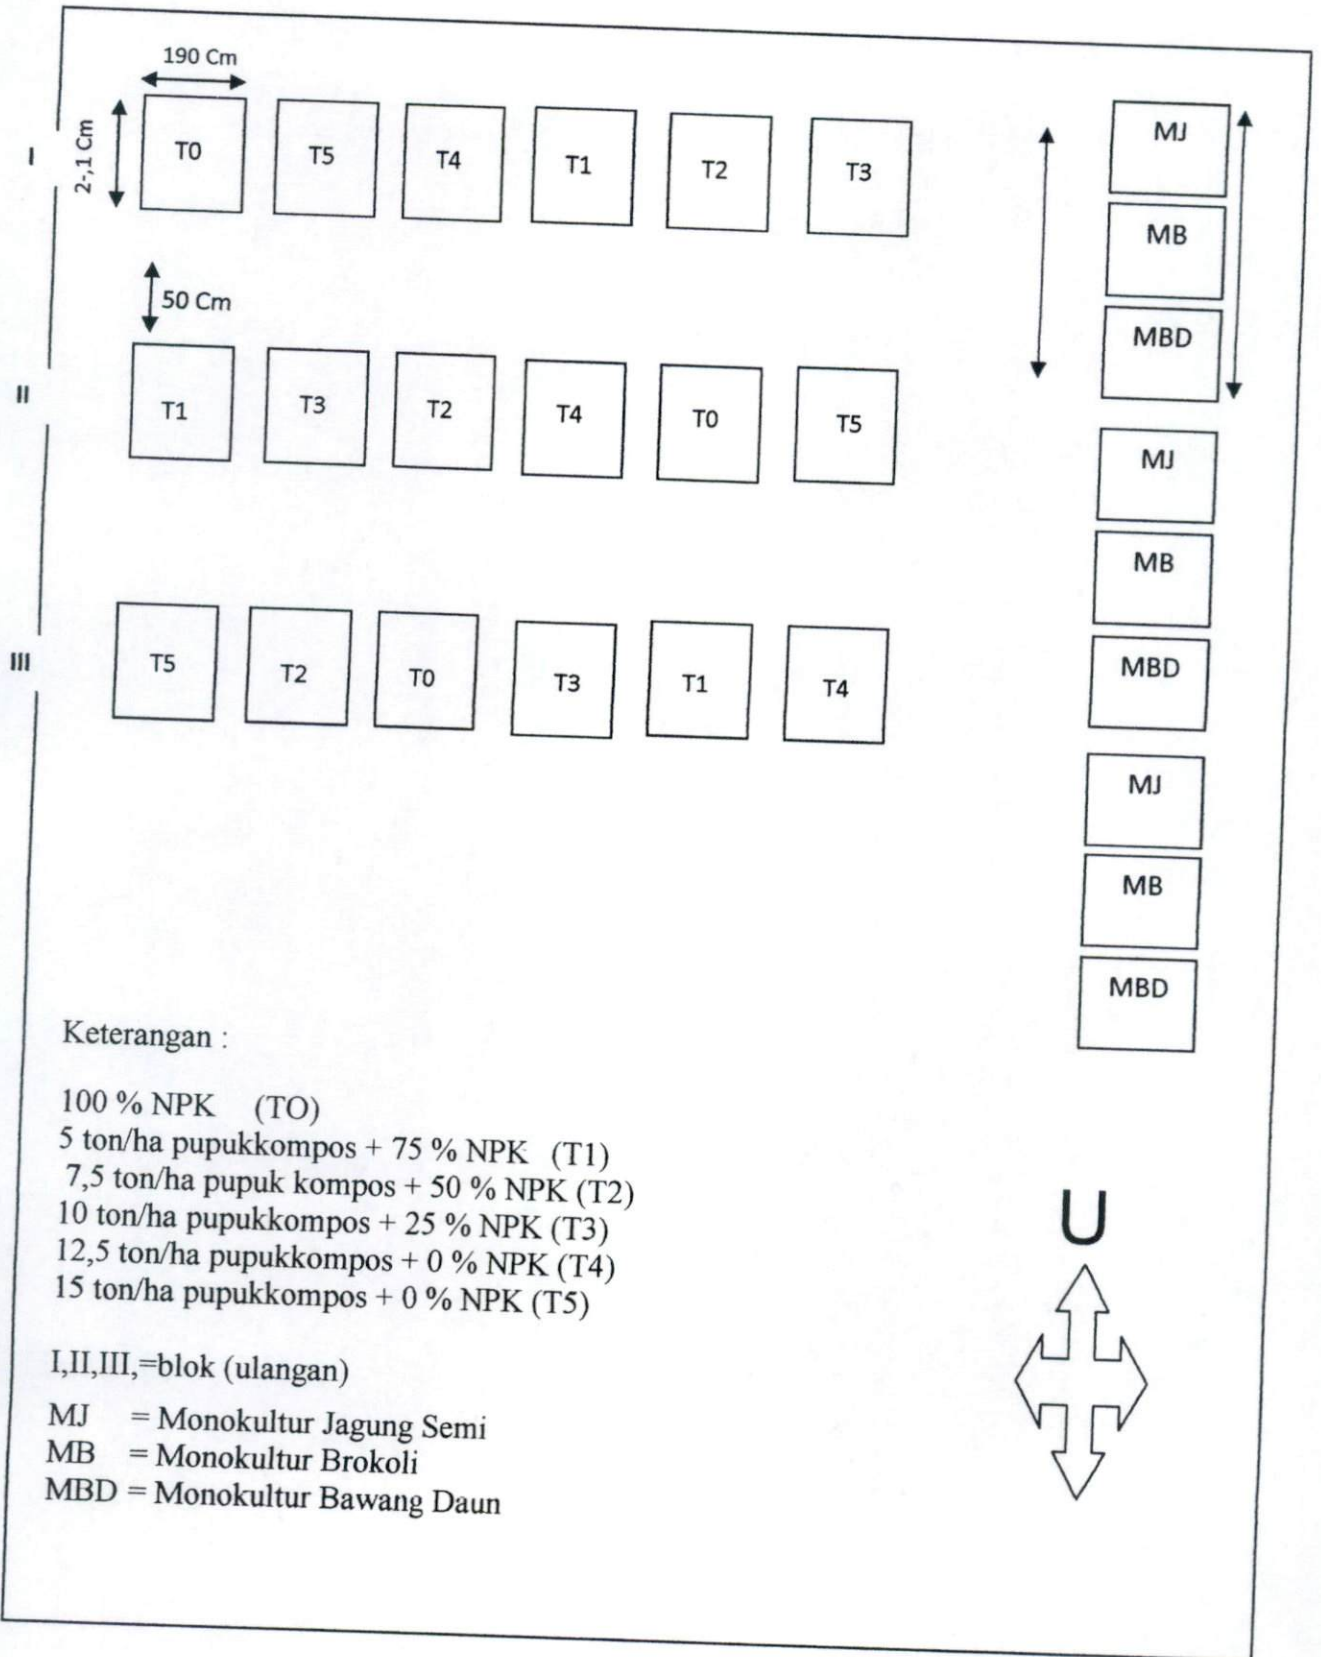 190 Cm
2-,1 Cm
I
T0 T5 T4 T1 T2 T3
MJ
MB
MBD
50 Cm
II
T1 T3 T2 T4 T0 T5
MJ
MB
MBD
III
T5 T2 T0 T3 T1 T4
MJ
MB
MBD
Keterangan :
100 % NPK (TO)
5 ton/ha pupukkompos + 75 % NPK (T1)
7,5 ton/ha pupuk kompos + 50 % NPK (T2)
10 ton/ha pupukkompos + 25 % NPK (T3)
12,5 ton/ha pupukkompos + 0 % NPK (T4)
15 ton/ha pupukkompos + 0 % NPK (T5)
I,II,III,=blok (ulangan)
MJ = Monokultur Jagung Semi
MB = Monokultur Brokoli
MBD = Monokultur Bawang Daun
U